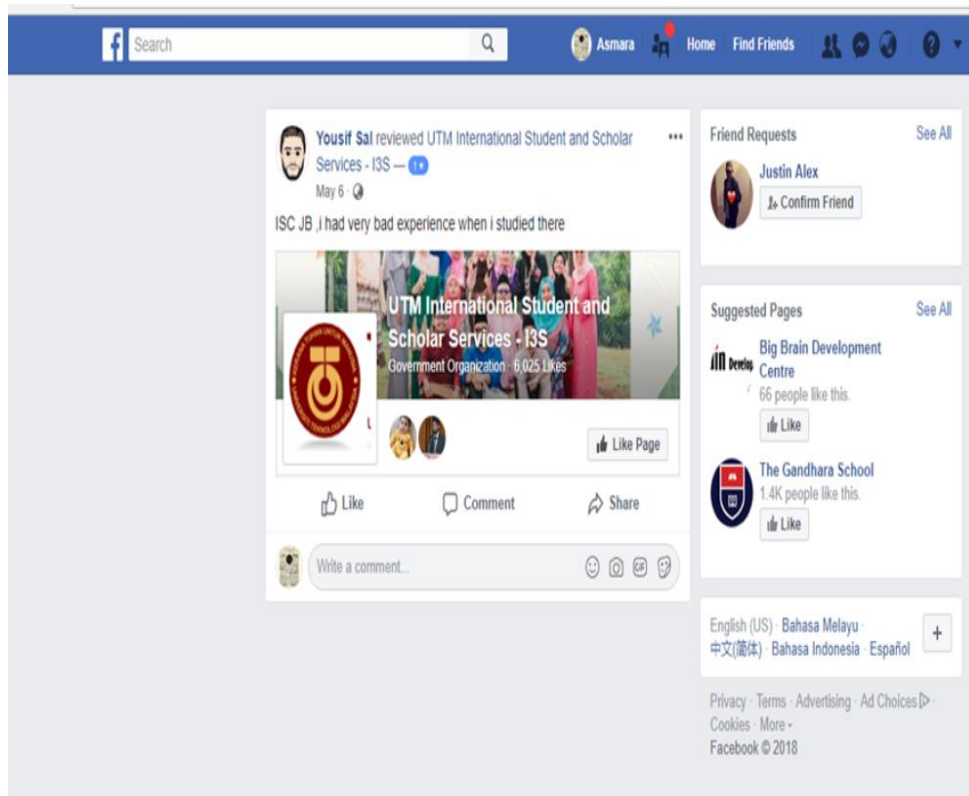 Search
Asmara
Home
Find Friends
Yousif Sal reviewed UTM International Student and Scholar
Services - I3S — 1★
May 6 ·
ISC JB ,i had very bad experience when i studied there
UTM International Student and
Scholar Services - I3S
Government Organization · 6,025 Likes
Like Page
Like
Comment
Share
Write a comment...
GIF
Friend Requests
See All
Justin Alex
Confirm Friend
Suggested Pages
See All
Big Brain Development
Centre
66 people like this.
Like
The Gandhara School
1.4K people like this.
Like
English (US) · Bahasa Melayu ·
中文(简体) · Bahasa Indonesia · Español
Privacy · Terms · Advertising · Ad Choices ·
Cookies · More
Facebook © 2018